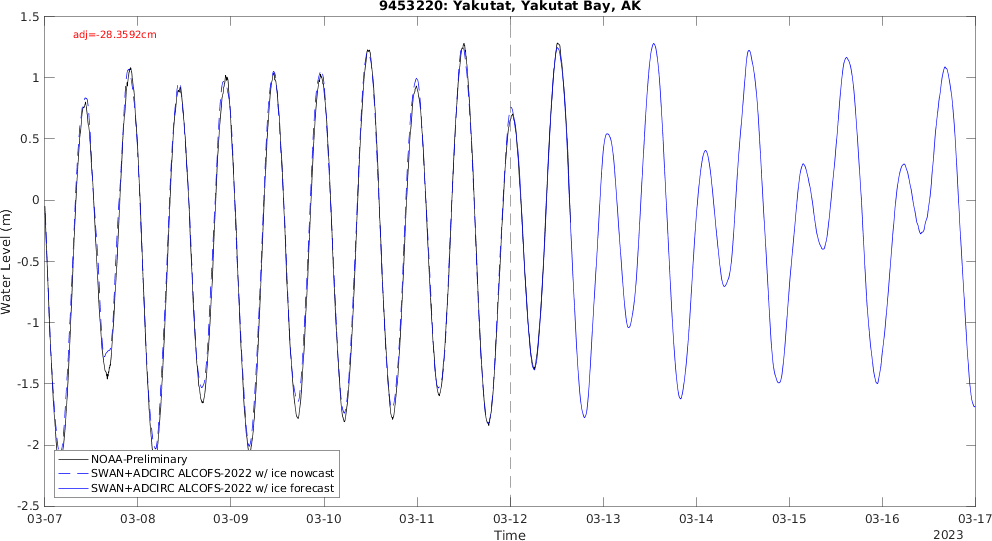 9453220: Yakutat, Yakutat Bay, AK
adj=-28.3592cm
1.5
1
0.5
0
-0.5
-1
-1.5
-2
-2.5
Water Level (m)
NOAA-Preliminary
SWAN+ADCIRC ALCOFS-2022 w/ ice nowcast
SWAN+ADCIRC ALCOFS-2022 w/ ice forecast
03-07 03-08 03-09 03-10 03-11 03-12 03-13 03-14 03-15 03-16 03-17
Time
2023